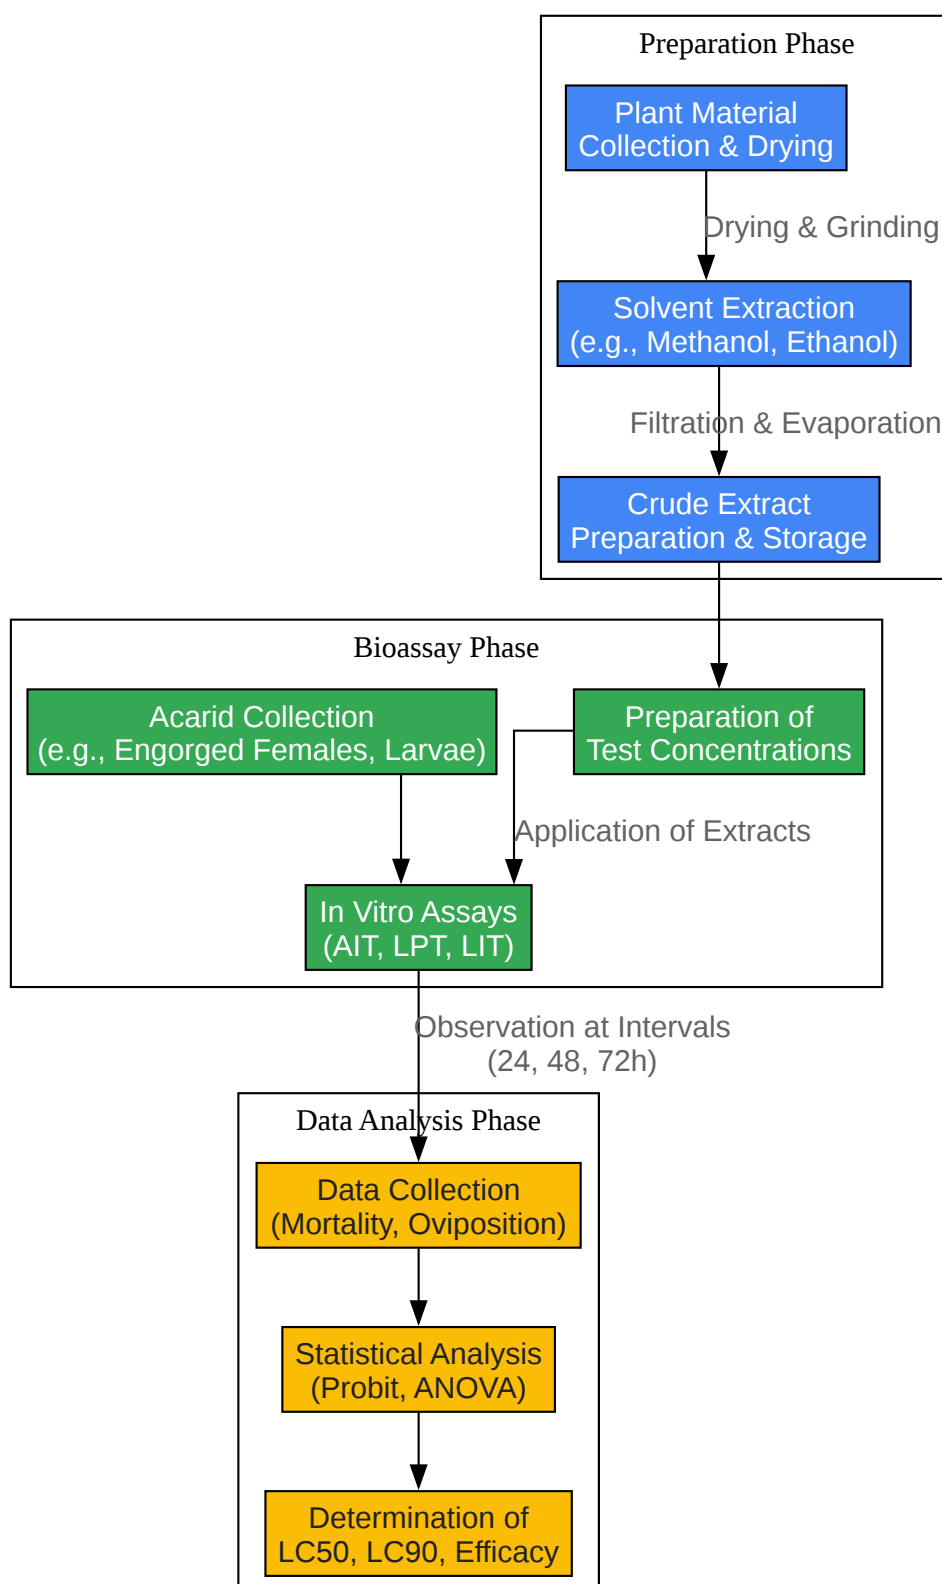 Preparation Phase
Plant Material
Collection & Drying
Drying & Grinding
Solvent Extraction
(e.g., Methanol, Ethanol)
Filtration & Evaporation
Crude Extract
Preparation & Storage
Bioassay Phase
Acarid Collection
(e.g., Engorged Females, Larvae)
Preparation of
Test Concentrations
Application of Extracts
In Vitro Assays
(AIT, LPT, LIT)
Observation at Intervals
(24, 48, 72h)
Data Analysis Phase
Data Collection
(Mortality, Oviposition)
Statistical Analysis
(Probit, ANOVA)
Determination of
LC50, LC90, Efficacy